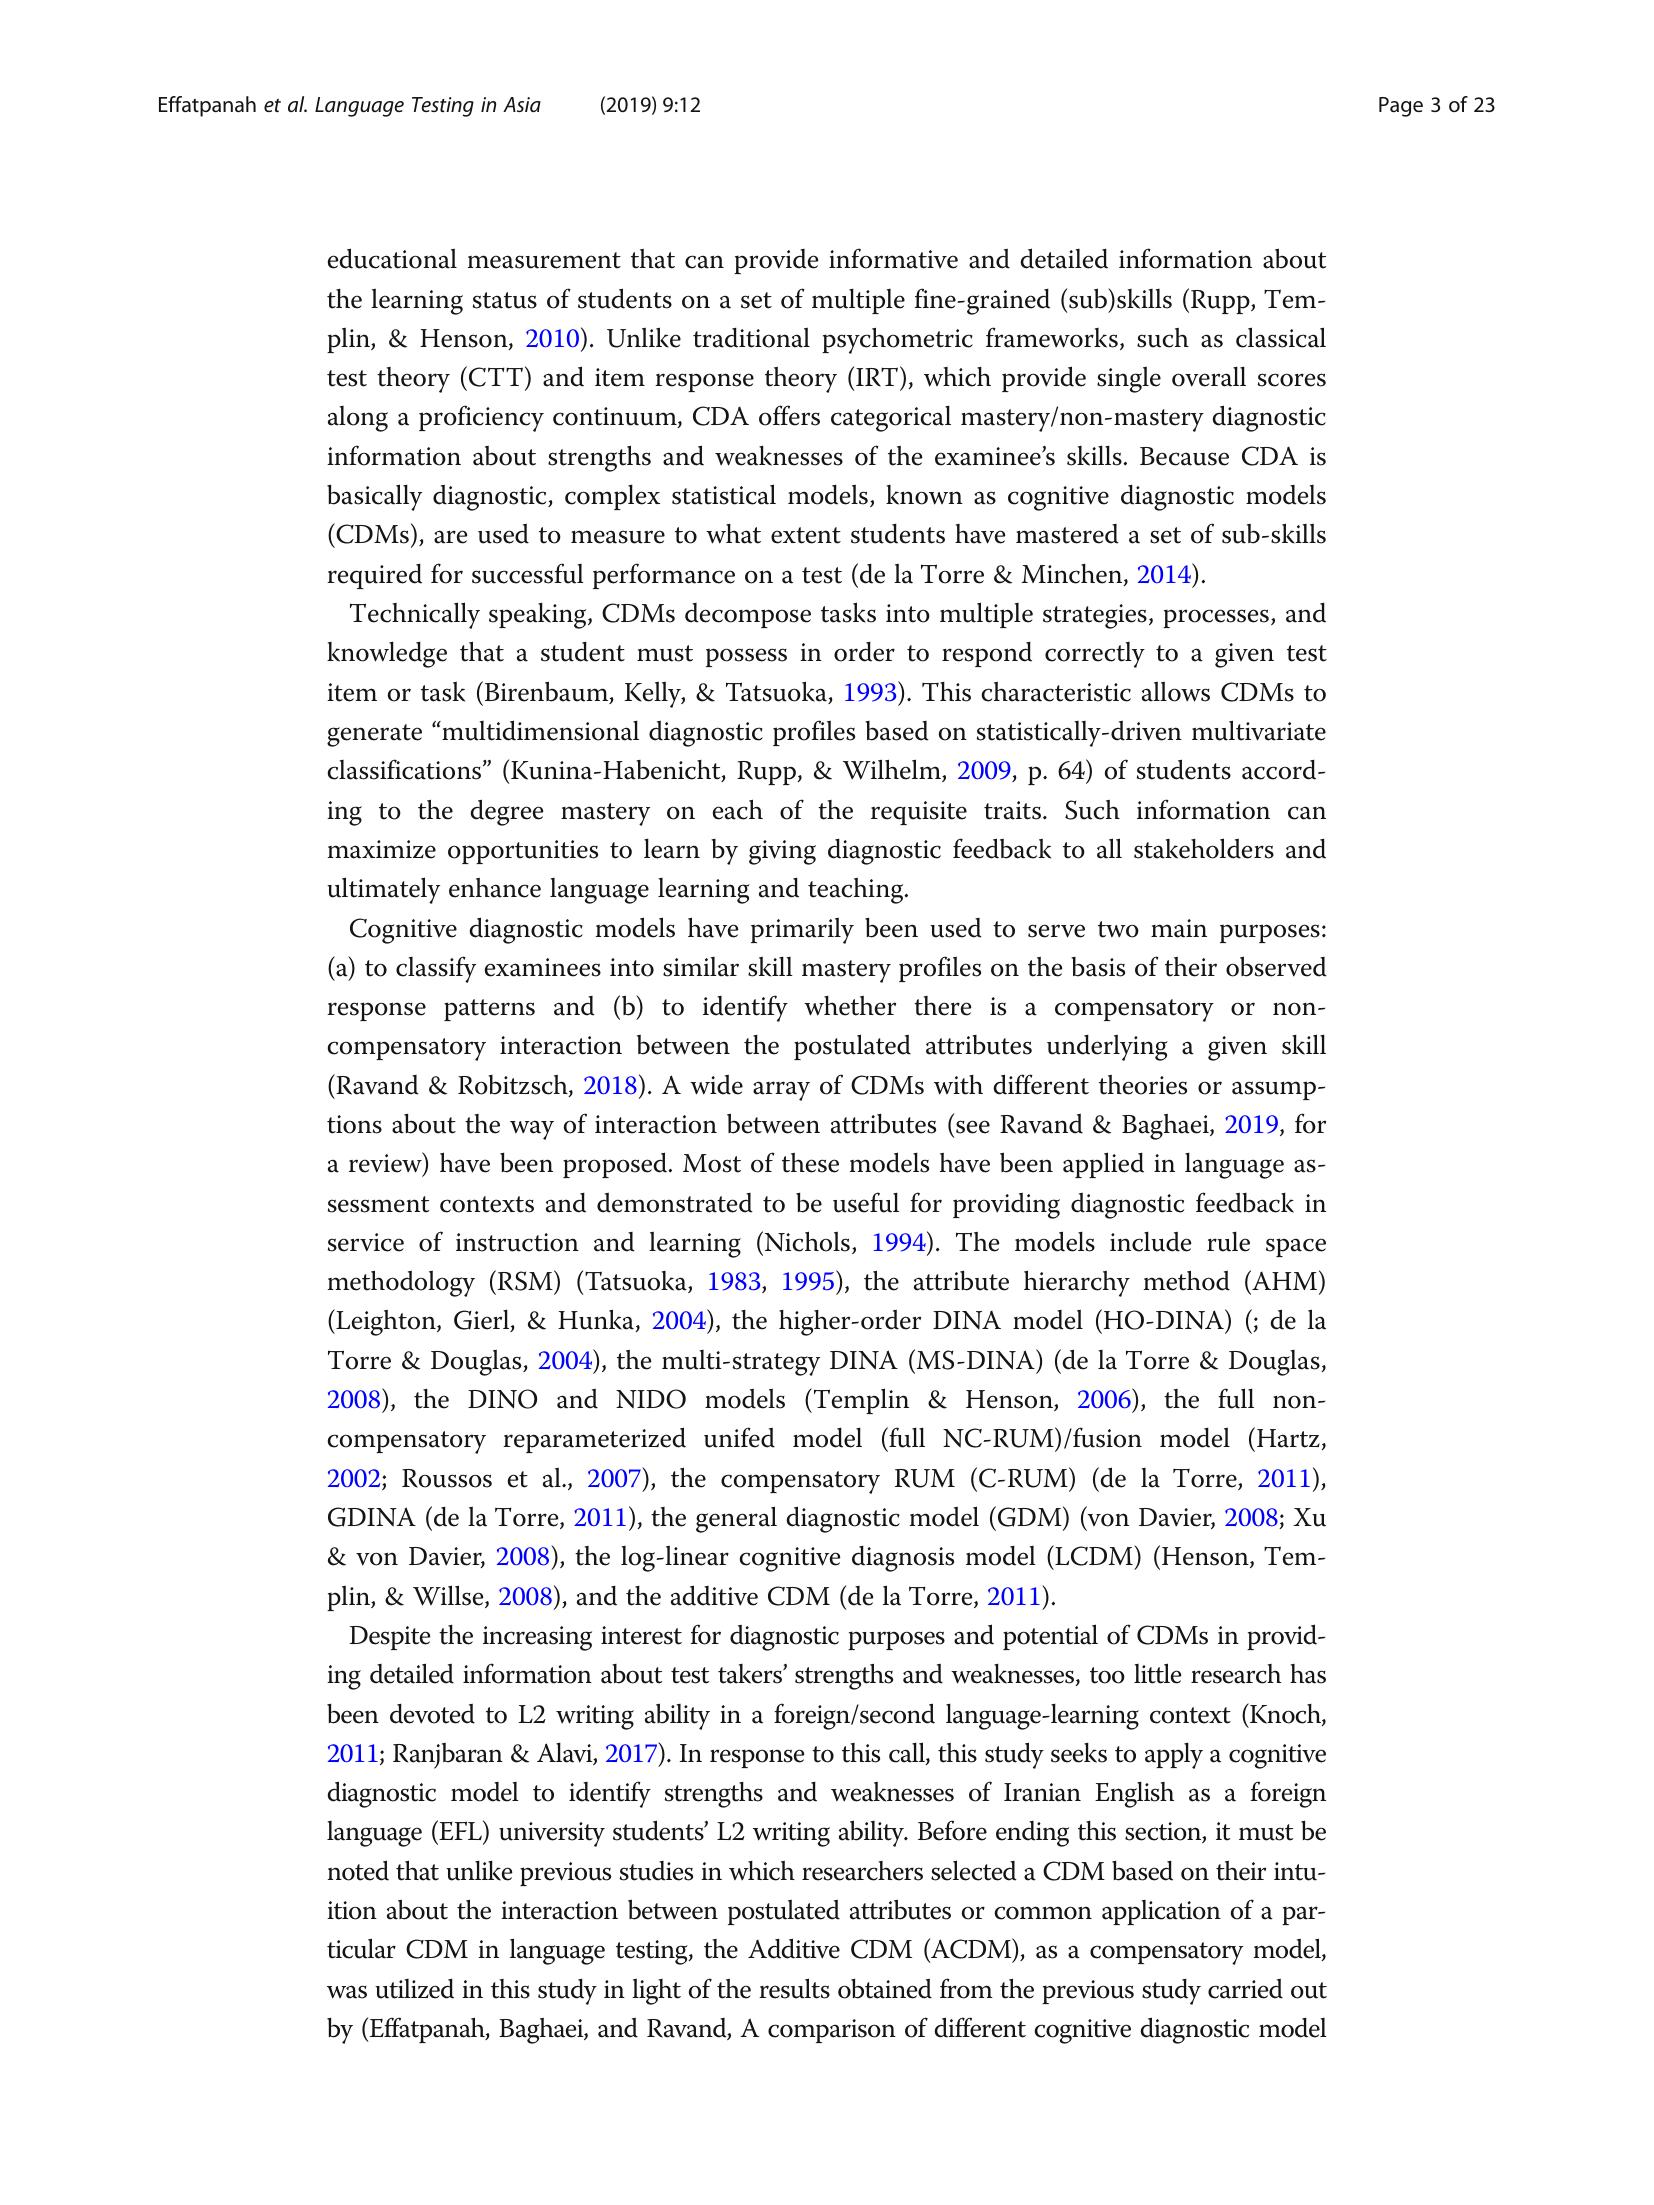 Effatpanah et al. Language Testing in Asia (2019) 9:12 Page 3 of 23
educational measurement that can provide informative and detailed information about
the learning status of students on a set of multiple fine-grained (sub)skills (Rupp, Tem-
plin, & Henson, 2010). Unlike traditional psychometric frameworks, such as classical
test theory (CTT) and item response theory (IRT), which provide single overall scores
along a proficiency continuum, CDA offers categorical mastery/non-mastery diagnostic
information about strengths and weaknesses of the examinee’s skills. Because CDA is
basically diagnostic, complex statistical models, known as cognitive diagnostic models
(CDMs), are used to measure to what extent students have mastered a set of sub-skills
required for successful performance on a test (de la Torre & Minchen, 2014).
Technically speaking, CDMs decompose tasks into multiple strategies, processes, and
knowledge that a student must possess in order to respond correctly to a given test
item or task (Birenbaum, Kelly, & Tatsuoka, 1993). This characteristic allows CDMs to
generate “multidimensional diagnostic profiles based on statistically-driven multivariate
classifications” (Kunina-Habenicht, Rupp, & Wilhelm, 2009, p. 64) of students accord-
ing to the degree mastery on each of the requisite traits. Such information can
maximize opportunities to learn by giving diagnostic feedback to all stakeholders and
ultimately enhance language learning and teaching.
Cognitive diagnostic models have primarily been used to serve two main purposes:
(a) to classify examinees into similar skill mastery profiles on the basis of their observed
response patterns and (b) to identify whether there is a compensatory or non-
compensatory interaction between the postulated attributes underlying a given skill
(Ravand & Robitzsch, 2018). A wide array of CDMs with different theories or assump-
tions about the way of interaction between attributes (see Ravand & Baghaei, 2019, for
a review) have been proposed. Most of these models have been applied in language as-
sessment contexts and demonstrated to be useful for providing diagnostic feedback in
service of instruction and learning (Nichols, 1994). The models include rule space
methodology (RSM) (Tatsuoka, 1983, 1995), the attribute hierarchy method (AHM)
(Leighton, Gierl, & Hunka, 2004), the higher-order DINA model (HO-DINA) (; de la
Torre & Douglas, 2004), the multi-strategy DINA (MS-DINA) (de la Torre & Douglas,
2008), the DINO and NIDO models (Templin & Henson, 2006), the full non-
compensatory reparameterized unifed model (full NC-RUM)/fusion model (Hartz,
2002; Roussos et al., 2007), the compensatory RUM (C-RUM) (de la Torre, 2011),
GDINA (de la Torre, 2011), the general diagnostic model (GDM) (von Davier, 2008; Xu
& von Davier, 2008), the log-linear cognitive diagnosis model (LCDM) (Henson, Tem-
plin, & Willse, 2008), and the additive CDM (de la Torre, 2011).
Despite the increasing interest for diagnostic purposes and potential of CDMs in provid-
ing detailed information about test takers’ strengths and weaknesses, too little research has
been devoted to L2 writing ability in a foreign/second language-learning context (Knoch,
2011; Ranjbaran & Alavi, 2017). In response to this call, this study seeks to apply a cognitive
diagnostic model to identify strengths and weaknesses of Iranian English as a foreign
language (EFL) university students’ L2 writing ability. Before ending this section, it must be
noted that unlike previous studies in which researchers selected a CDM based on their intu-
ition about the interaction between postulated attributes or common application of a par-
ticular CDM in language testing, the Additive CDM (ACDM), as a compensatory model,
was utilized in this study in light of the results obtained from the previous study carried out
by (Effatpanah, Baghaei, and Ravand, A comparison of different cognitive diagnostic model